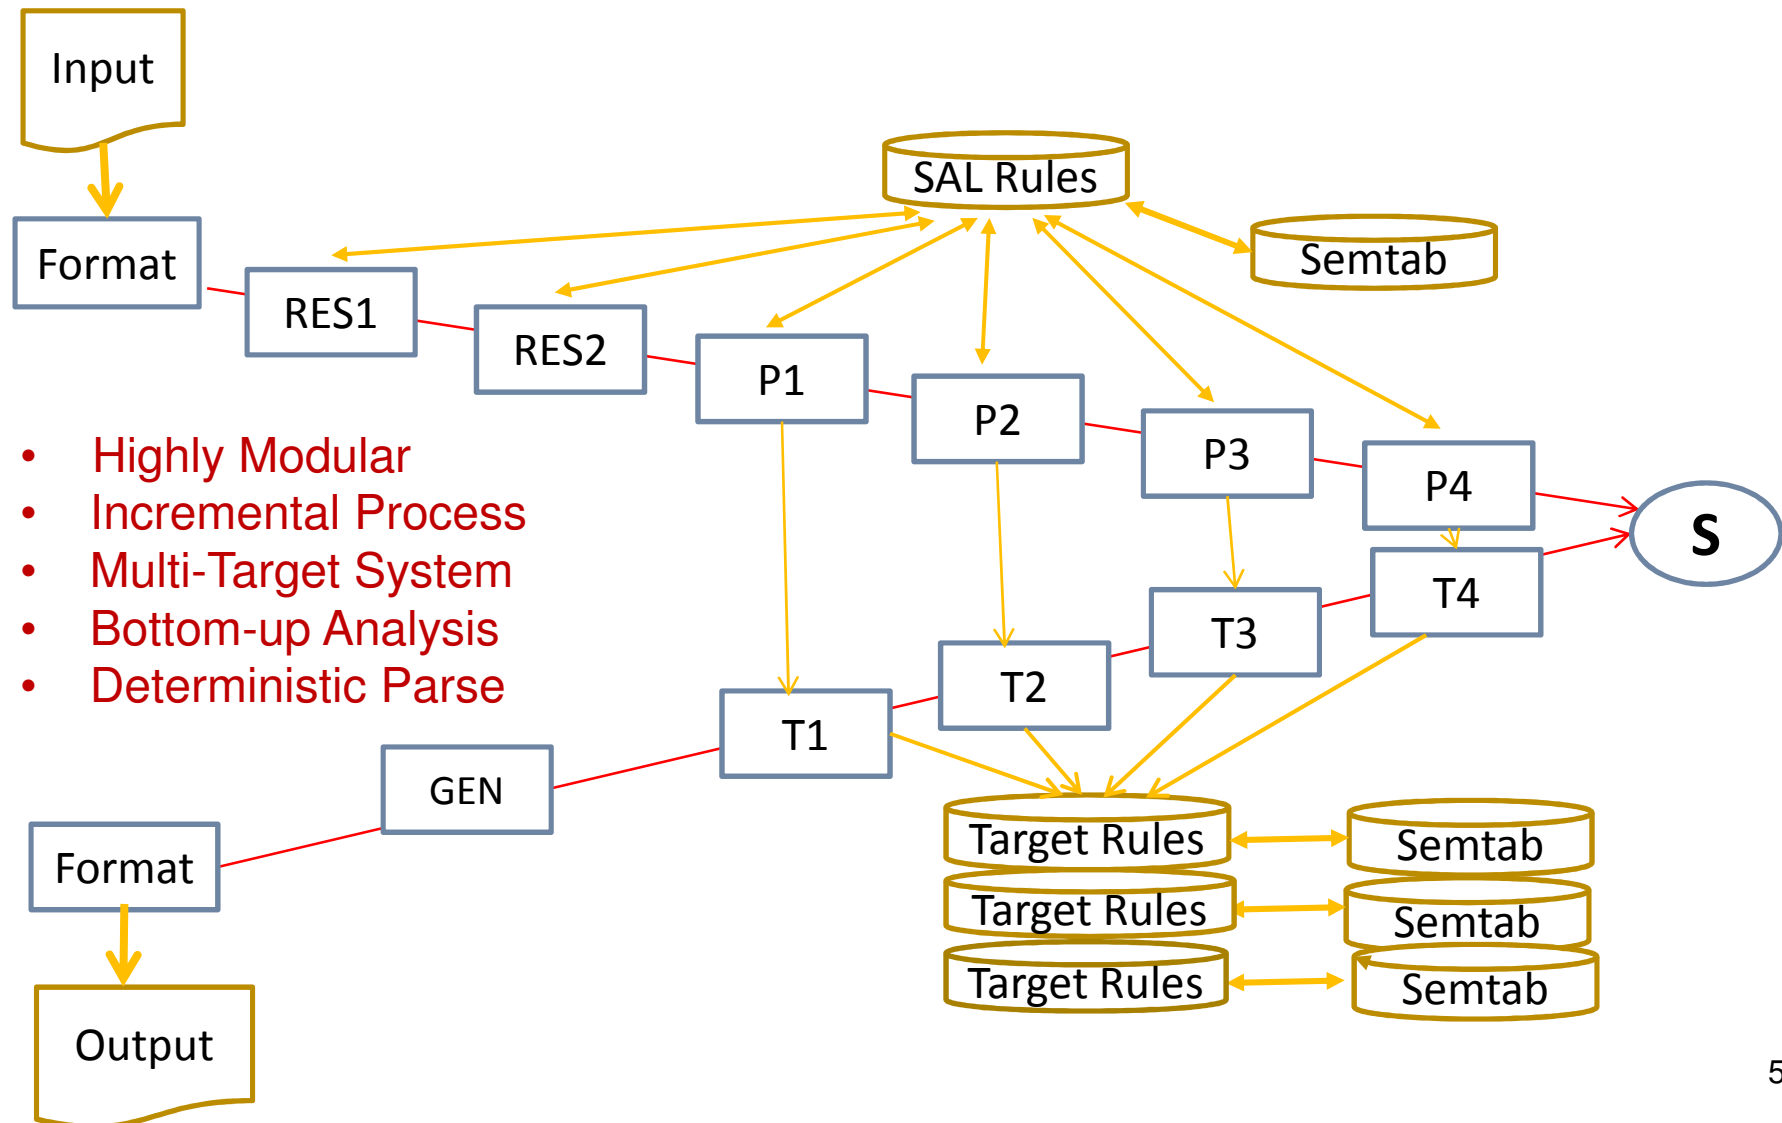 Input
SAL Rules
Format
Semtab
RES1
RES2
P1
P2
P3
P4
S
• Highly Modular
• Incremental Process
• Multi-Target System
• Bottom-up Analysis
• Deterministic Parse
T4
T3
T2
T1
GEN
Format
Target Rules
Semtab
Target Rules
Semtab
Target Rules
Semtab
Output
5